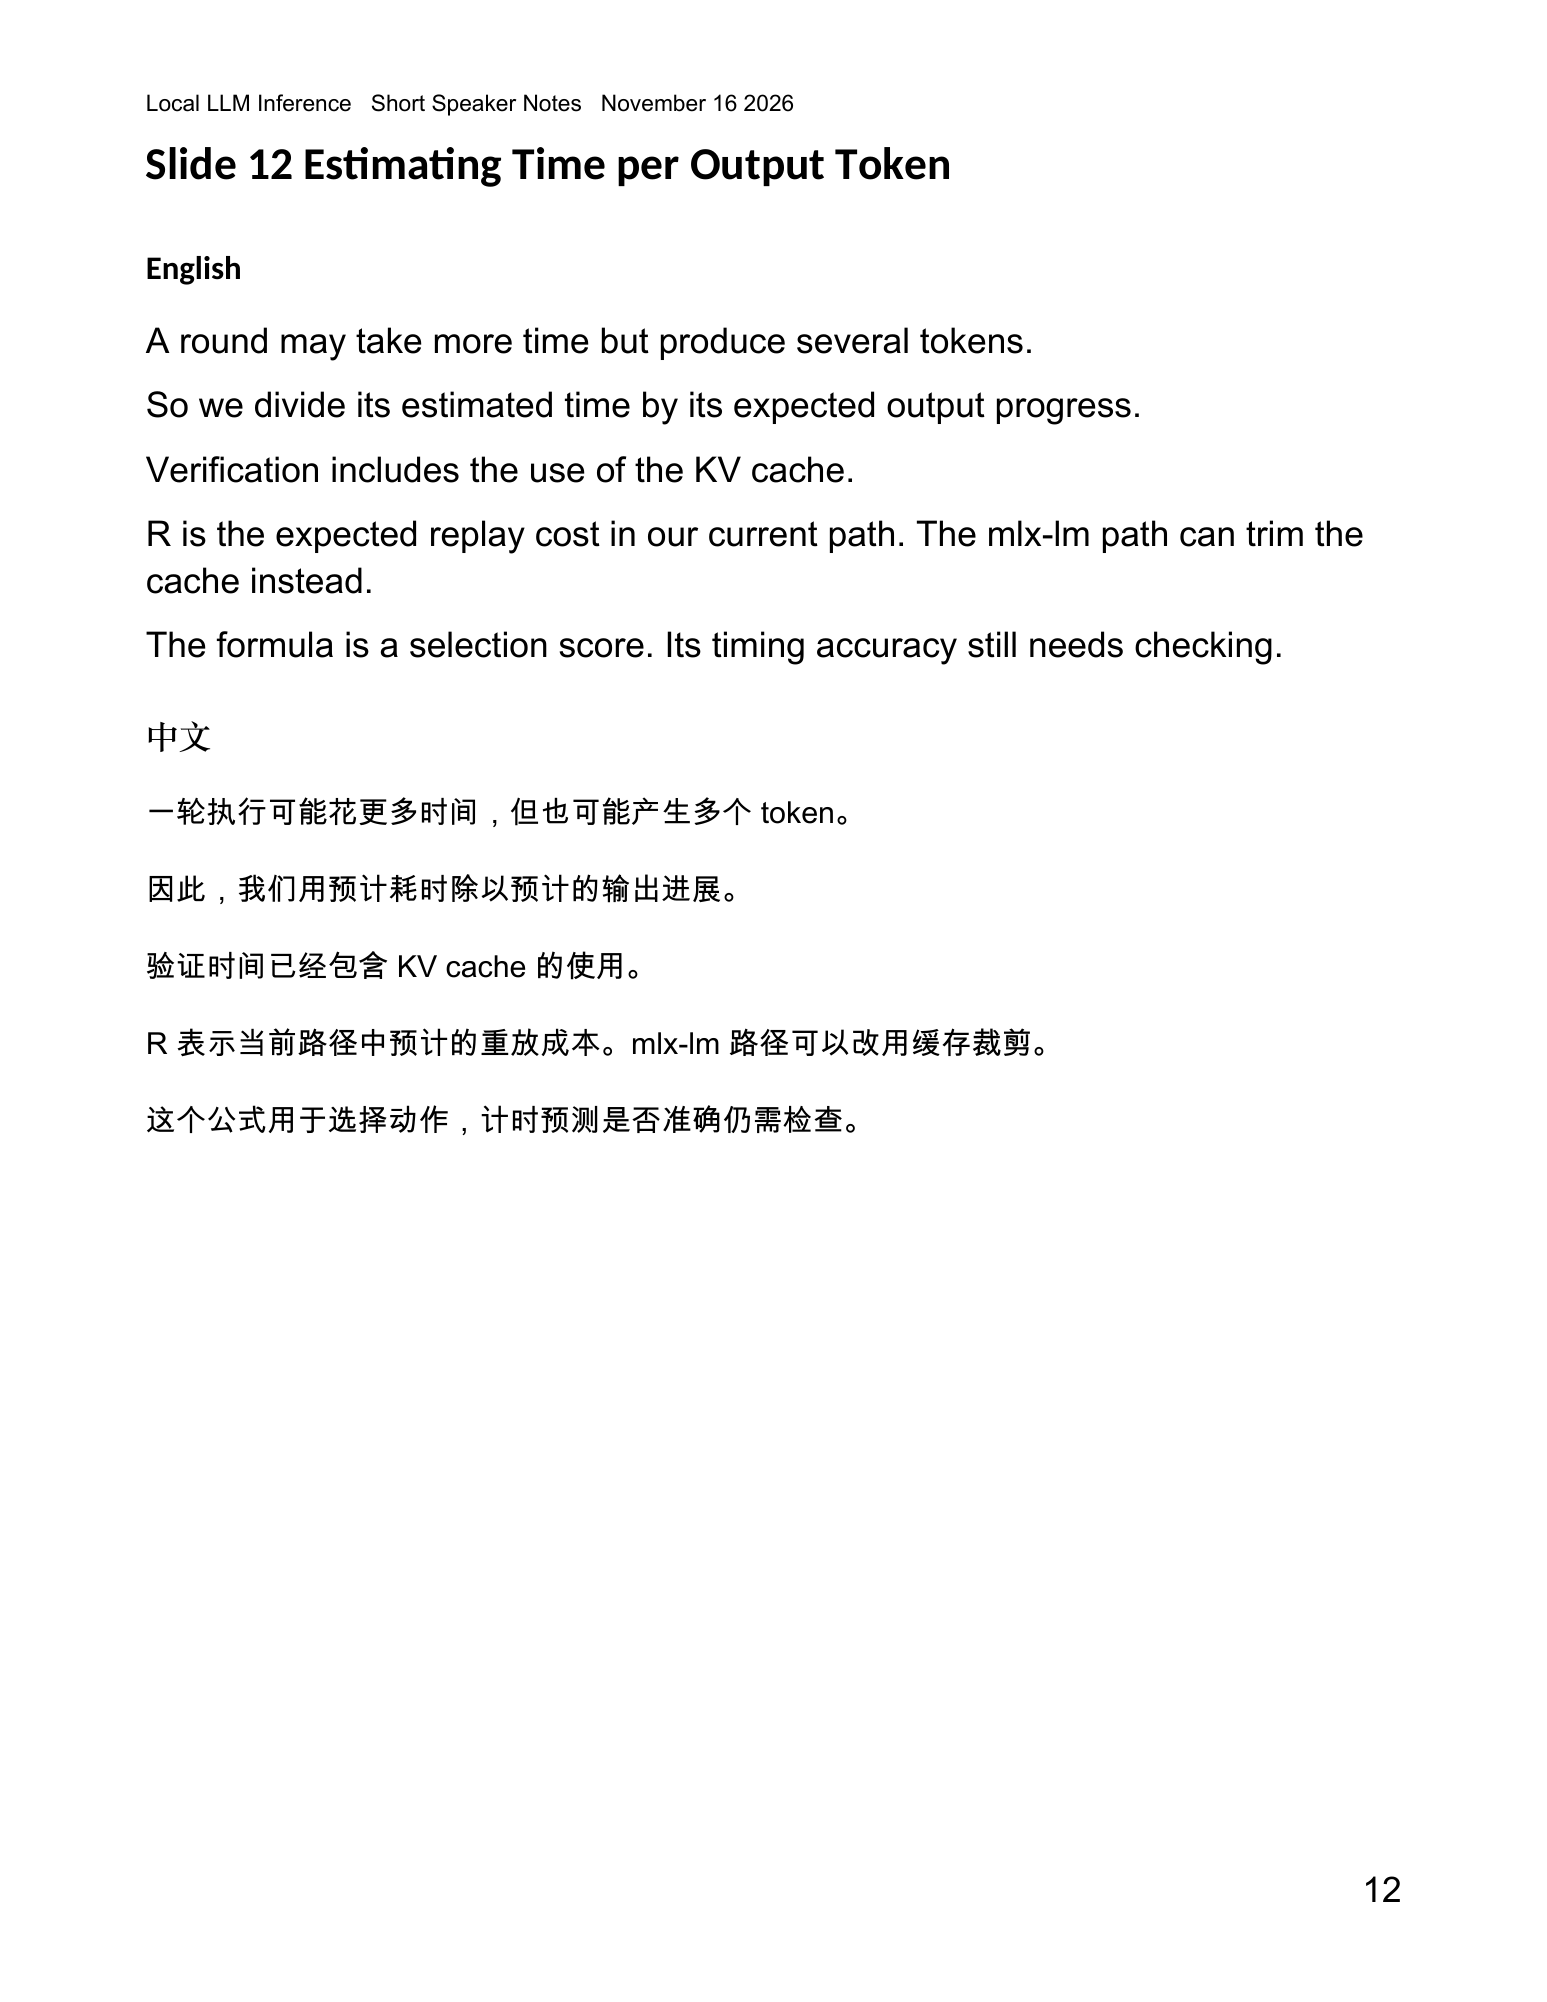 Local LLM Inference   Short Speaker Notes   November 16 2026
Slide 12 Estimating Time per Output Token
English
A round may take more time but produce several tokens.
So we divide its estimated time by its expected output progress.
Verification includes the use of the KV cache.
R is the expected replay cost in our current path. The mlx-lm path can trim the
cache instead.
The formula is a selection score. Its timing accuracy still needs checking.
中文
一轮执行可能花更多时间，但也可能产生多个 token。
因此，我们用预计耗时除以预计的输出进展。
验证时间已经包含 KV cache 的使用。
R 表示当前路径中预计的重放成本。mlx-lm 路径可以改用缓存裁剪。
这个公式用于选择动作，计时预测是否准确仍需检查。
12